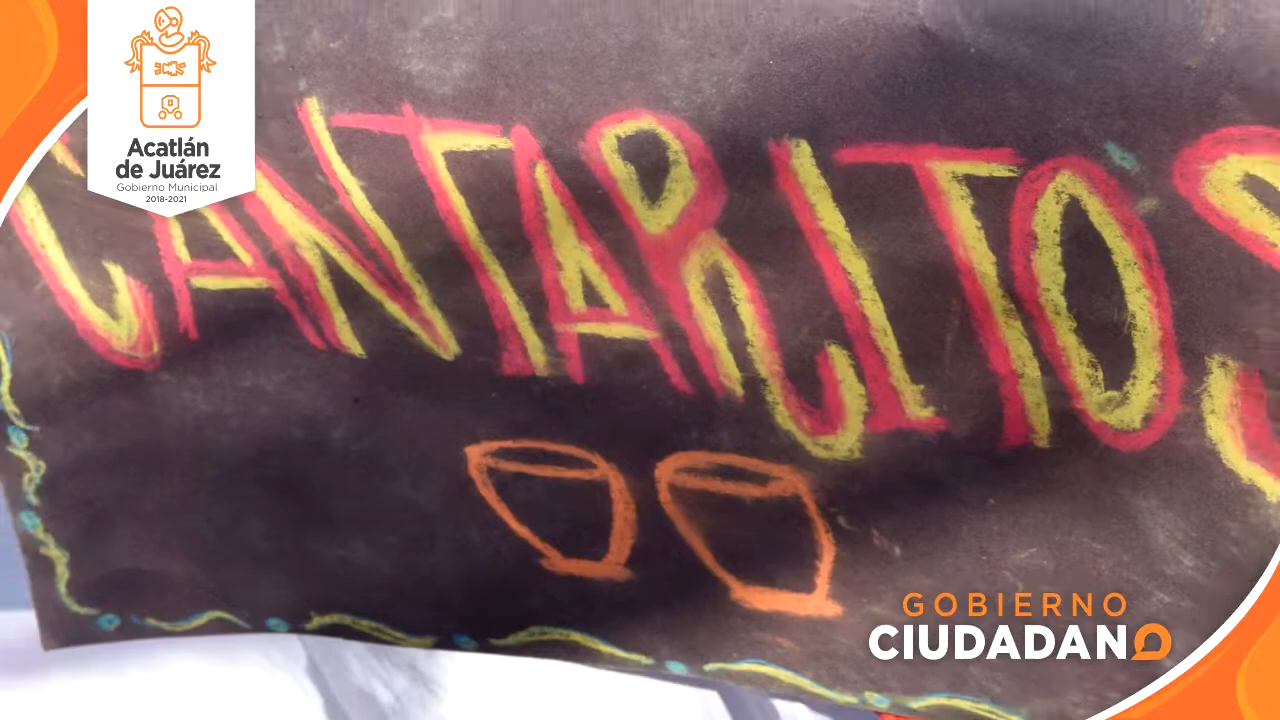 Acatlán
de Juárez
Gobierno Municipal
2018-2021
CANTARITOS
GOBIERNO
CIUDADANO